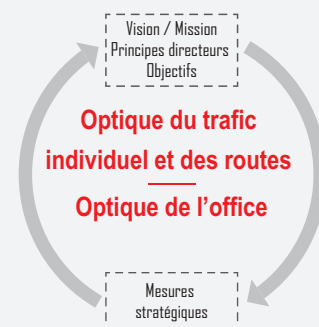 Vision / Mission
Principes directeurs
Objectifs
Optique du trafic
individuel et des routes
Optique de l’office
Mesures
stratégiques